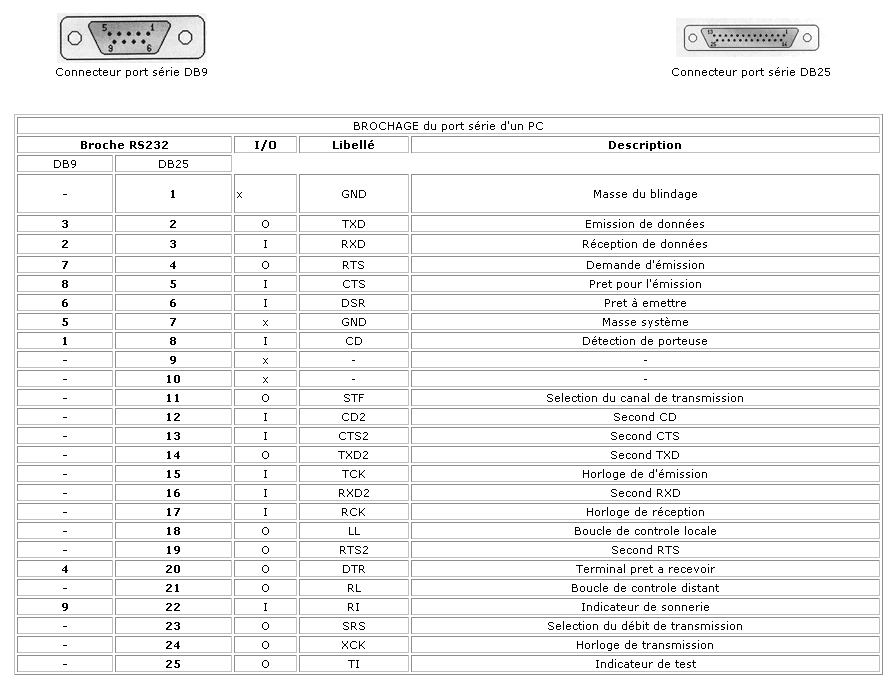 5 1
9 6
13 1
25 14
Connecteur port série DB9 Connecteur port série DB25
BROCHAGE du port série d'un PC
Broche RS232 I/O Libellé Description
DB9 DB25
- 1 x GND Masse du blindage
3 2 O TXD Emission de données
2 3 I RXD Réception de données
7 4 O RTS Demande d'émission
8 5 I CTS Pret pour l'émission
6 6 I DSR Pret à emettre
5 7 x GND Masse système
1 8 I CD Détection de porteuse
- 9 x - -
- 10 x - -
- 11 O STF Selection du canal de transmission
- 12 I CD2 Second CD
- 13 I CTS2 Second CTS
- 14 O TXD2 Second TXD
- 15 I TCK Horloge de d'émission
- 16 I RXD2 Second RXD
- 17 I RCK Horloge de réception
- 18 O LL Boucle de controle locale
- 19 O RTS2 Second RTS
4 20 O DTR Terminal pret a recevoir
- 21 O RL Boucle de controle distant
9 22 I RI Indicateur de sonnerie
- 23 O SRS Selection du débit de transmission
- 24 O XCK Horloge de transmission
- 25 O TI Indicateur de test